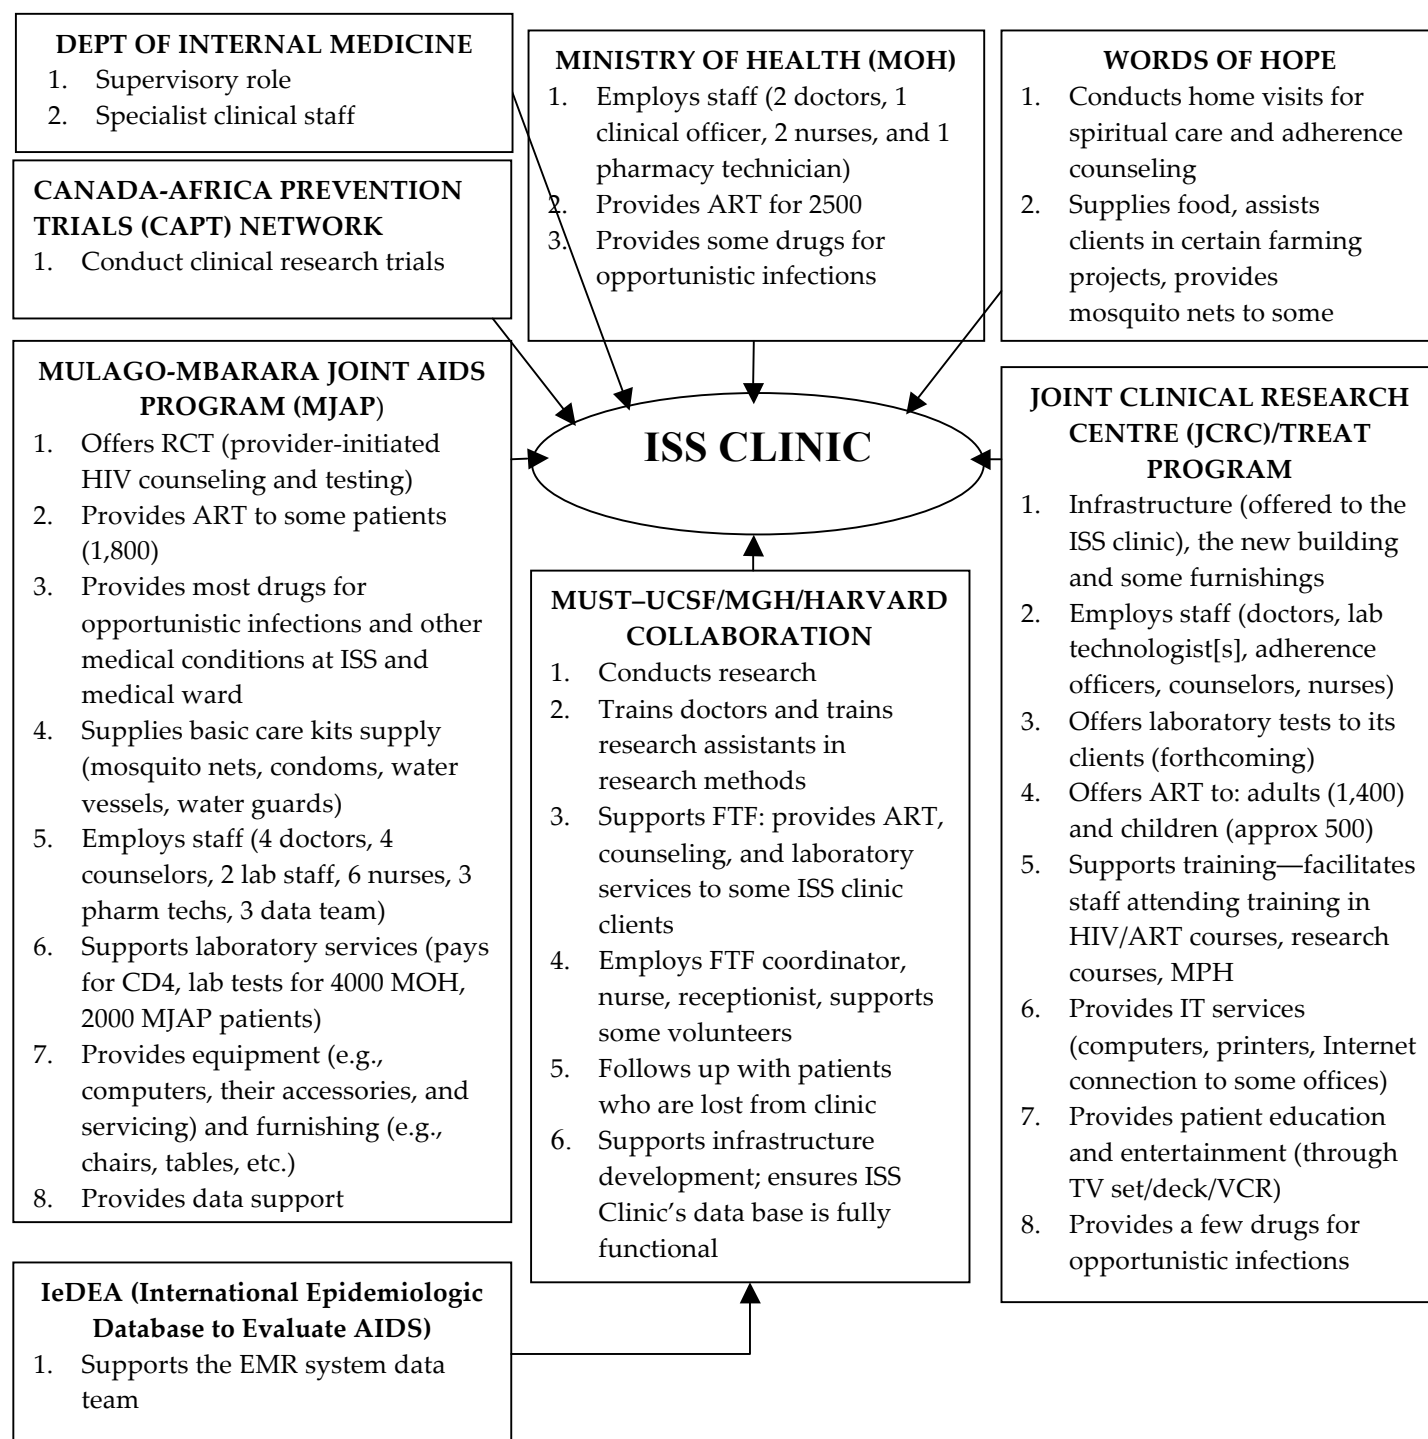 DEPT OF INTERNAL MEDICINE
1. Supervisory role
2. Specialist clinical staff
CANADA-AFRICA PREVENTION
TRIALS (CAPT) NETWORK
1. Conduct clinical research trials
MINISTRY OF HEALTH (MOH)
1. Employs staff (2 doctors, 1
clinical officer, 2 nurses, and 1
pharmacy technician)
2. Provides ART for 2500
3. Provides some drugs for
opportunistic infections
WORDS OF HOPE
1. Conducts home visits for
spiritual care and adherence
counseling
2. Supplies food, assists
clients in certain farming
projects, provides
mosquito nets to some
ISS CLINIC
MULAGO-MBARARA JOINT AIDS
PROGRAM (MJAP)
1. Offers RCT (provider-initiated
HIV counseling and testing)
2. Provides ART to some patients
(1,800)
3. Provides most drugs for
opportunistic infections and other
medical conditions at ISS and
medical ward
4. Supplies basic care kits supply
(mosquito nets, condoms, water
vessels, water guards)
5. Employs staff (4 doctors, 4
counselors, 2 lab staff, 6 nurses, 3
pharm techs, 3 data team)
6. Supports laboratory services (pays
for CD4, lab tests for 4000 MOH,
2000 MJAP patients)
7. Provides equipment (e.g.,
computers, their accessories, and
servicing) and furnishing (e.g.,
chairs, tables, etc.)
8. Provides data support
MUST–UCSF/MGH/HARVARD
COLLABORATION
1. Conducts research
2. Trains doctors and trains
research assistants in
research methods
3. Supports FTF: provides ART,
counseling, and laboratory
services to some ISS clinic
clients
4. Employs FTF coordinator,
nurse, receptionist, supports
some volunteers
5. Follows up with patients
who are lost from clinic
6. Supports infrastructure
development; ensures ISS
Clinic’s data base is fully
functional
JOINT CLINICAL RESEARCH
CENTRE (JCRC)/TREAT
PROGRAM
1. Infrastructure (offered to the
ISS clinic), the new building
and some furnishings
2. Employs staff (doctors, lab
technologist[s], adherence
officers, counselors, nurses)
3. Offers laboratory tests to its
clients (forthcoming)
4. Offers ART to: adults (1,400)
and children (approx 500)
5. Supports training—facilitates
staff attending training in
HIV/ART courses, research
courses, MPH
6. Provides IT services
(computers, printers, Internet
connection to some offices)
7. Provides patient education
and entertainment (through
TV set/deck/VCR)
8. Provides a few drugs for
opportunistic infections
IeDEA (International Epidemiologic
Database to Evaluate AIDS)
1. Supports the EMR system data
team